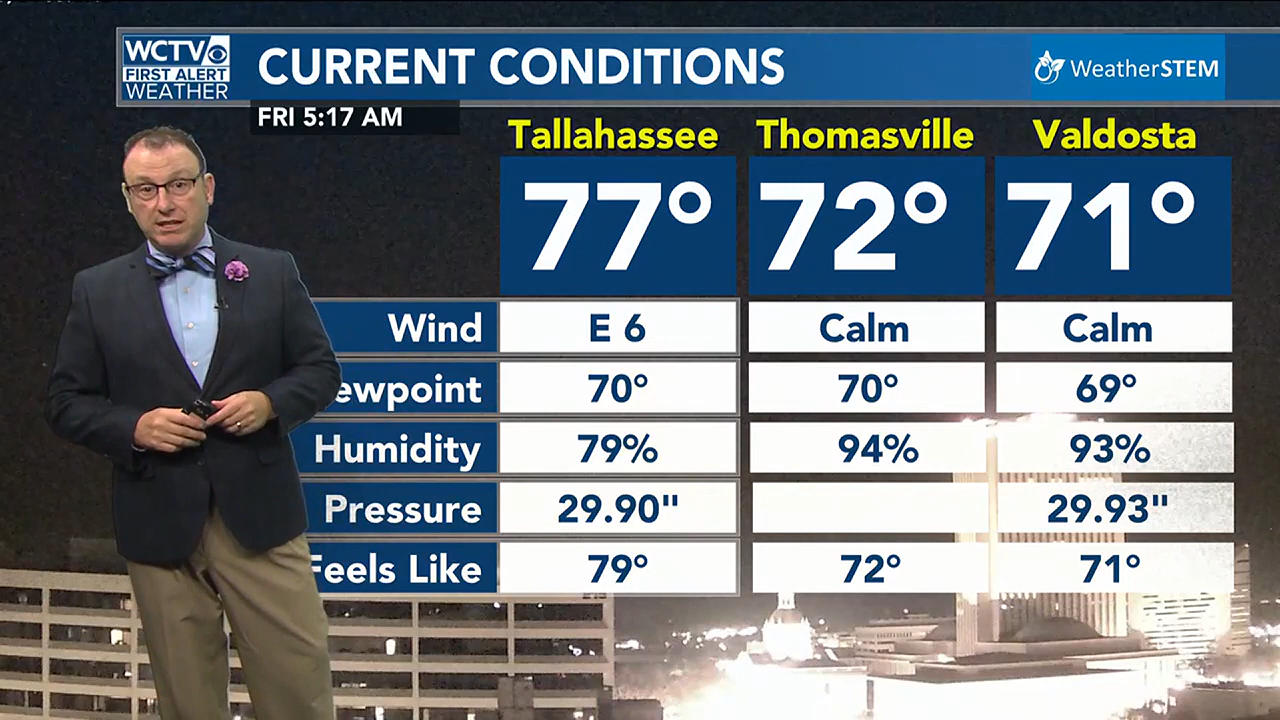 WCTV
FIRST ALERT
WEATHER
CURRENT CONDITIONS
WeatherSTEM
FRI 5:17 AM
Tallahassee Thomasville Valdosta
77° 72° 71°
Wind E 6 Calm Calm
ewpoint 70° 70° 69°
Humidity 79% 94% 93%
Pressure 29.90" 29.93"
Feels Like 79° 72° 71°